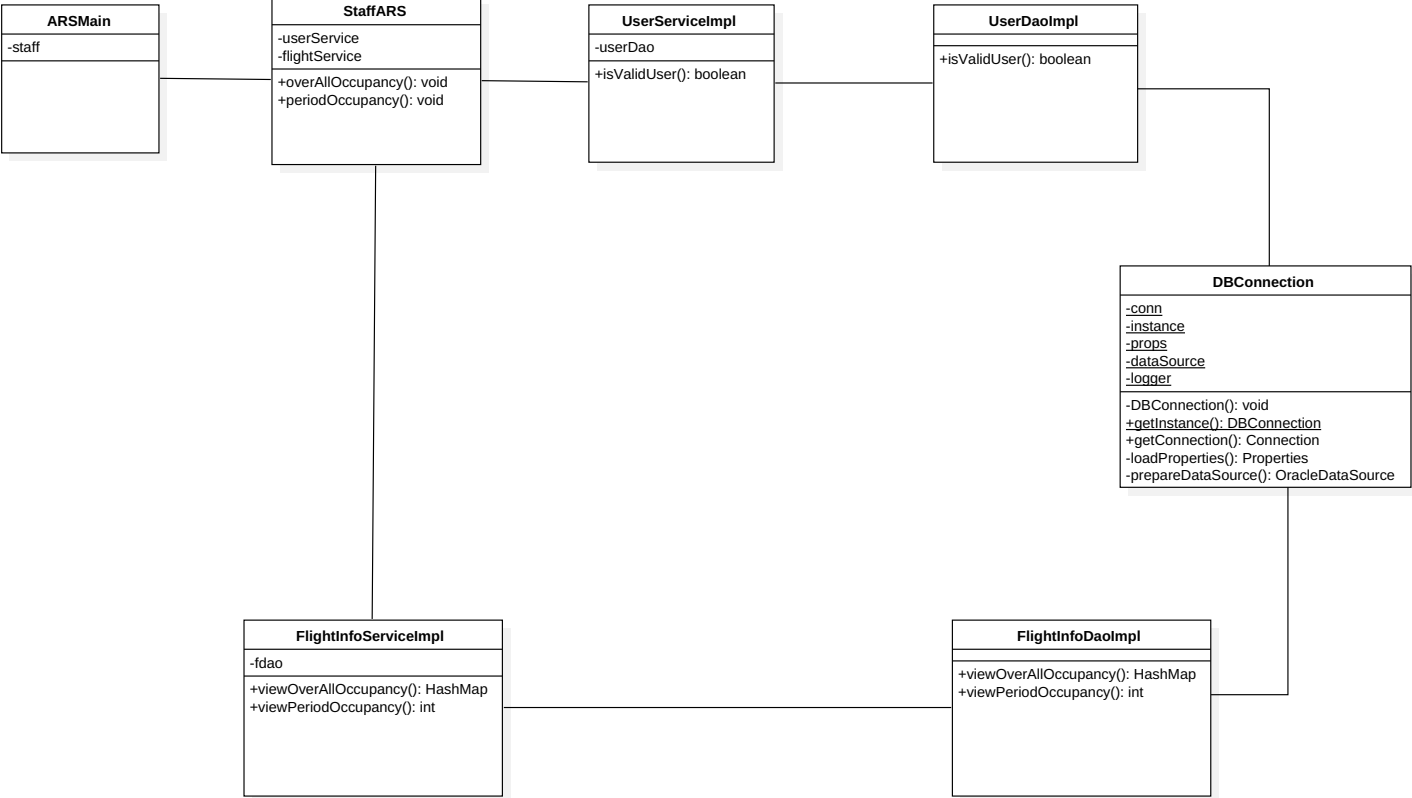 ARSMain
-staff
StaffARS
-userService
-flightService
+overAllOccupancy(): void
+periodOccupancy(): void
UserServiceImpl
-userDao
+isValidUser(): boolean
UserDaoImpl
+isValidUser(): boolean
DBConnection
-conn
-instance
-props
-dataSource
-logger
-DBConnection(): void
+getInstance(): DBConnection
+getConnection(): Connection
-loadProperties(): Properties
-prepareDataSource(): OracleDataSource
FlightInfoServiceImpl
-fdao
+viewOverAllOccupancy(): HashMap
+viewPeriodOccupancy(): int
FlightInfoDaoImpl
+viewOverAllOccupancy(): HashMap
+viewPeriodOccupancy(): int